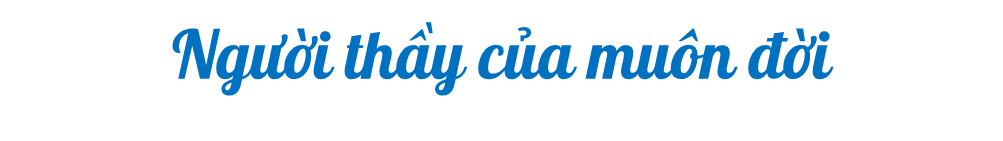 Người thầy của muôn đời